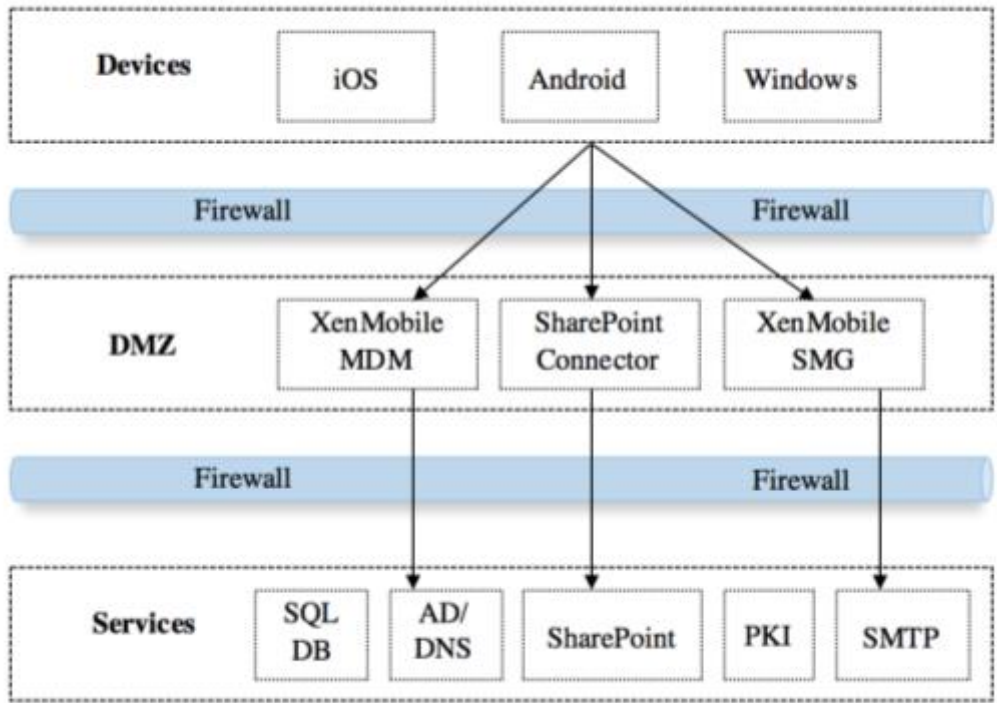 Devices
iOS
Android
Windows
Firewall
Firewall
DMZ
XenMobile
MDM
SharePoint
Connector
XenMobile
SMG
Firewall
Firewall
Services
SQL
DB
AD/
DNS
SharePoint
PKI
SMTP